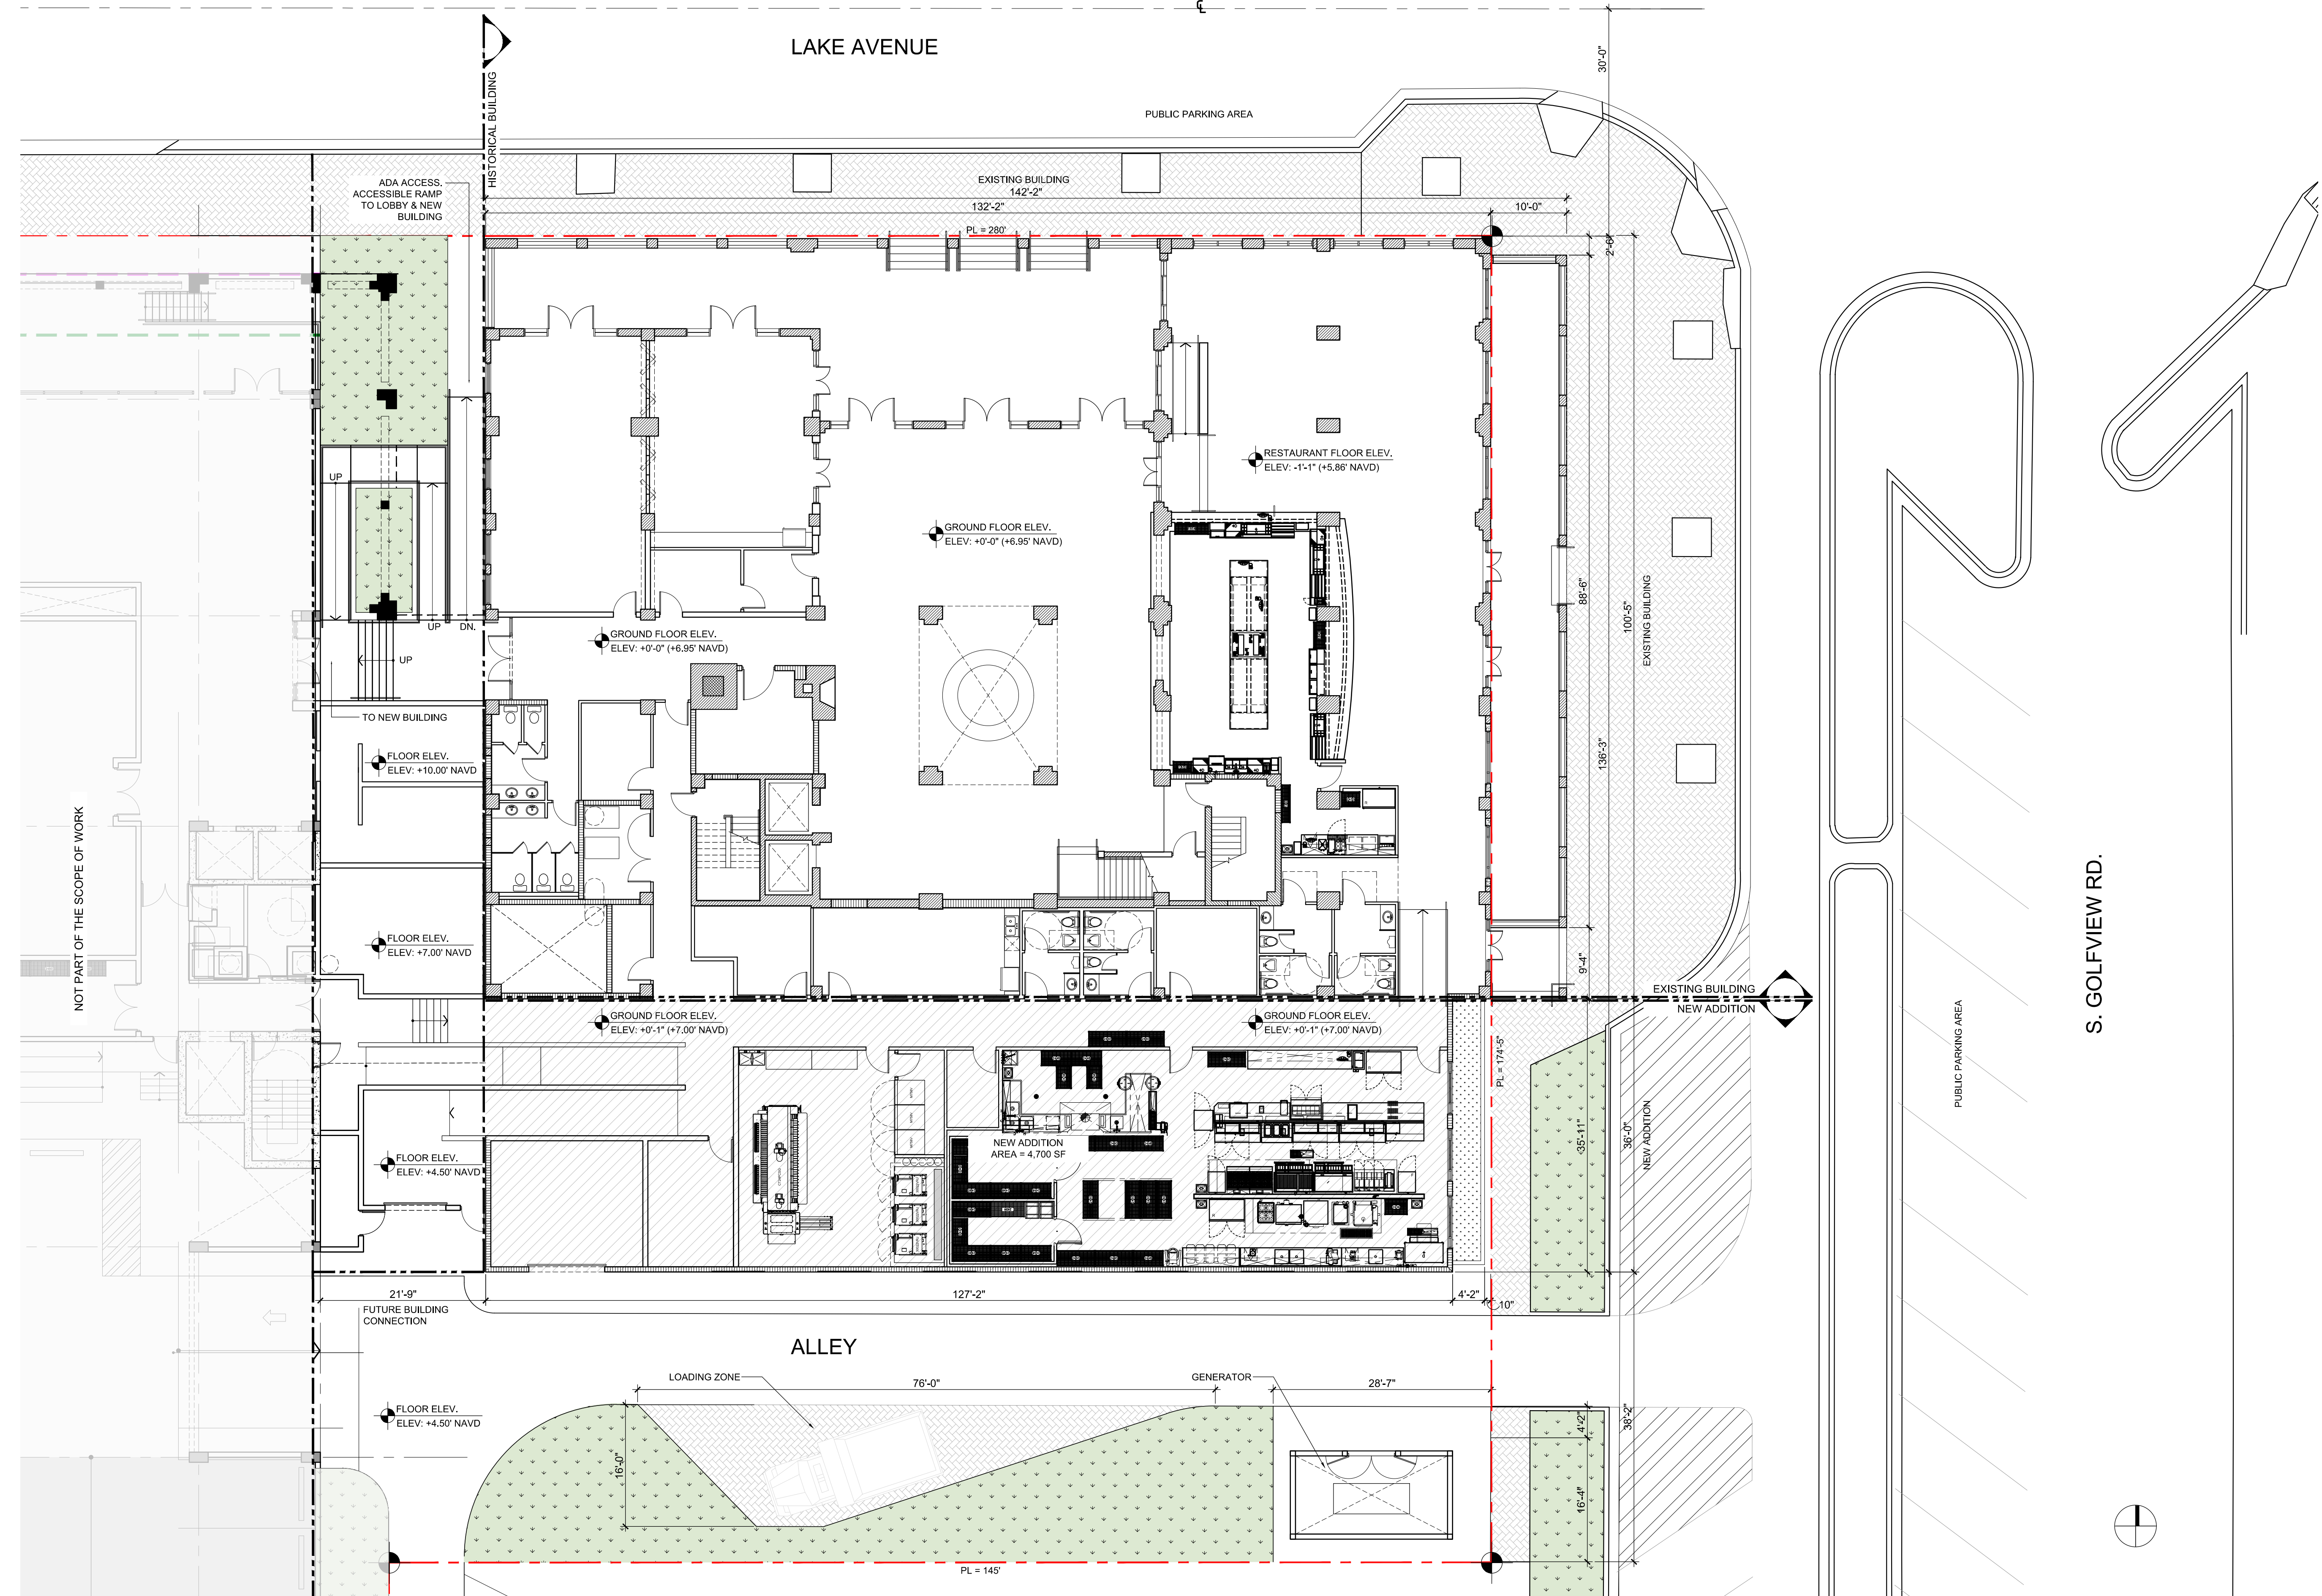 LAKE AVENUE
30'-0"
HISTORICAL BUILDING
PUBLIC PARKING AREA
ADA ACCESS.
ACCESSIBLE RAMP
TO LOBBY & NEW
BUILDING
EXISTING BUILDING
142'-2"
132'-2"
10'-0"
PL = 280'
2'-6"
RESTAURANT FLOOR ELEV.
ELEV: -1'-1" (+5.86' NAVD)
UP
GROUND FLOOR ELEV.
ELEV: +0'-0" (+6.95' NAVD)
88'-6"
100'-5"
EXISTING BUILDING
UP
DN.
GROUND FLOOR ELEV.
ELEV: +0'-0" (+6.95' NAVD)
UP
TO NEW BUILDING
FLOOR ELEV.
ELEV: +10.00' NAVD
136'-3"
NOT PART OF THE SCOPE OF WORK
S. GOLFVIEW RD.
FLOOR ELEV.
ELEV: +7.00' NAVD
9'-4"
EXISTING BUILDING
NEW ADDITION
GROUND FLOOR ELEV.
ELEV: +0'-1" (+7.00' NAVD)
GROUND FLOOR ELEV.
ELEV: +0'-1" (+7.00' NAVD)
PL = 174'-5"
PUBLIC PARKING AREA
NEW ADDITION
AREA = 4,700 SF
35'-11"
36'-0"
NEW ADDITION
FLOOR ELEV.
ELEV: +4.50' NAVD
21'-9"
127'-2"
4'-2"
10"
FUTURE BUILDING
CONNECTION
ALLEY
LOADING ZONE
76'-0"
GENERATOR
28'-7"
FLOOR ELEV.
ELEV: +4.50' NAVD
4'-2"
38'-2"
16'-0"
16'-4"
PL = 145'